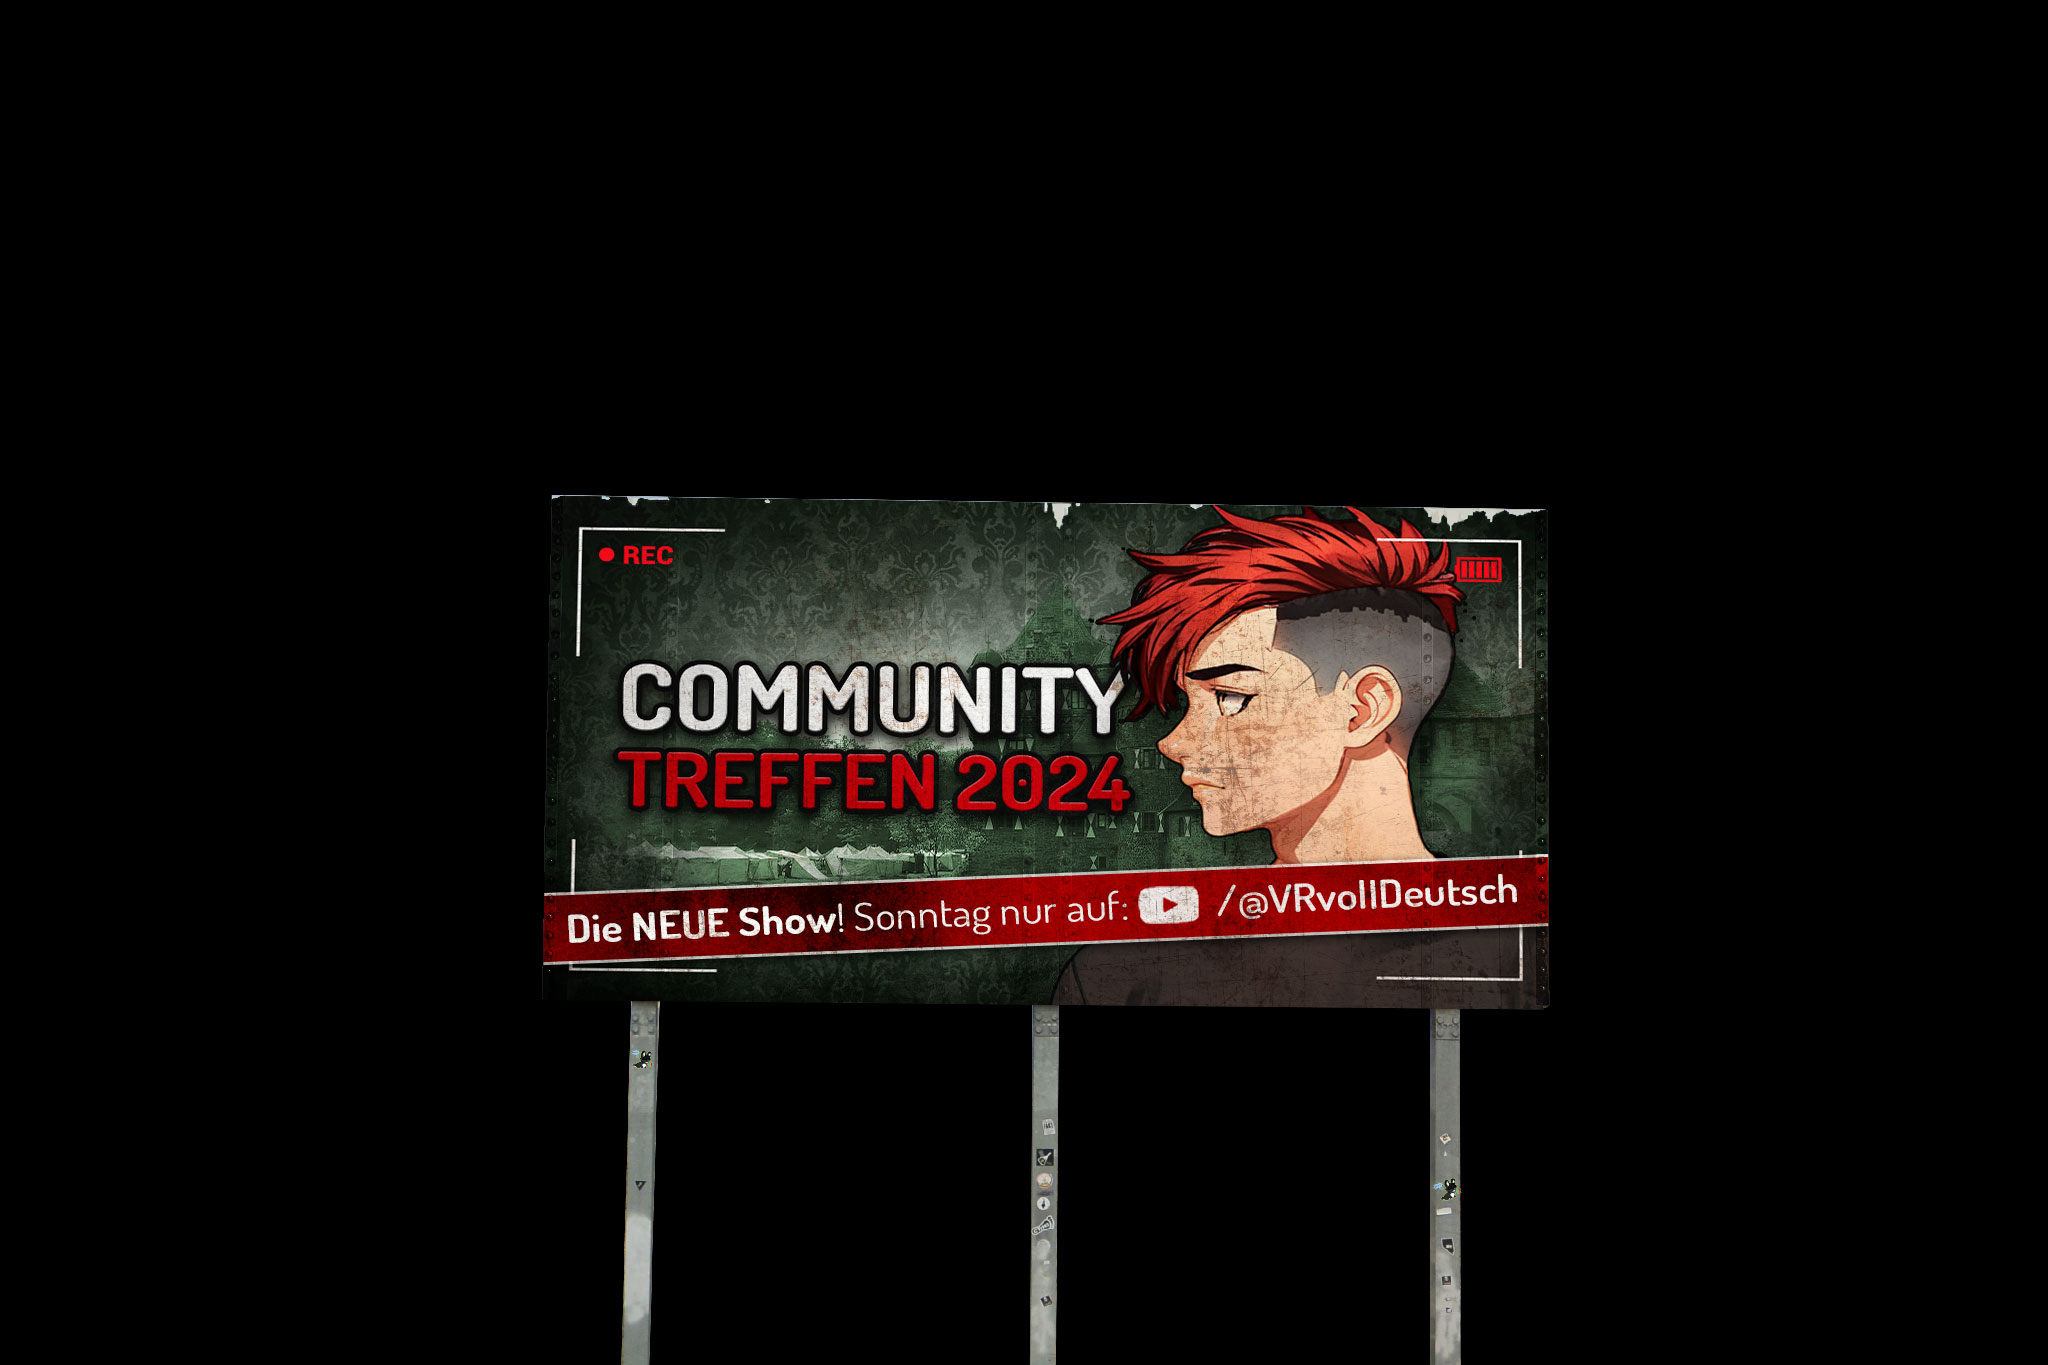 REC
COMMUNITY
TREFFEN 2024
Die NEUE Show! Sonntag nur auf: /@VRvollDeutsch